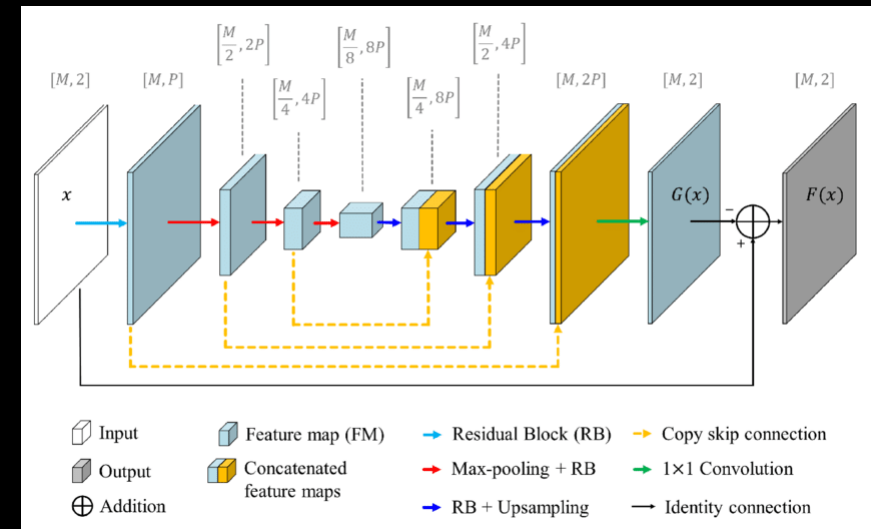 [M/2, 2P]
[M/8, 8P]
[M/2, 4P]
[M, 2]
[M, P]
[M/4, 4P]
[M/4, 8P]
[M, 2P]
[M, 2]
[M, 2]
x
G(x)
−
+
F(x)
Input
Feature map (FM)
Residual Block (RB)
Copy skip connection
Output
Concatenated
feature maps
Max-pooling + RB
1×1 Convolution
Addition
RB + Upsampling
Identity connection